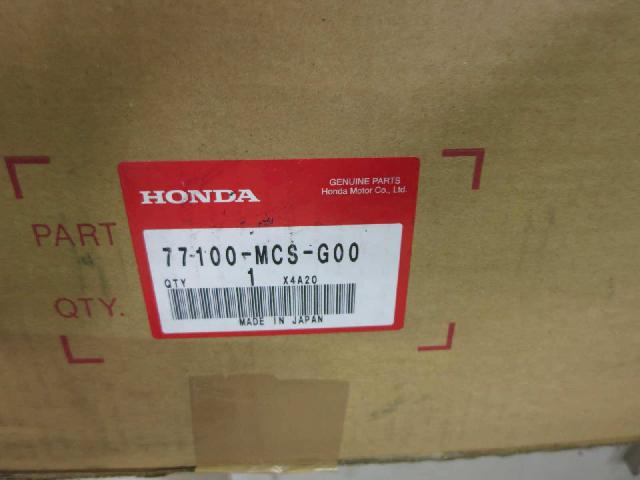 HONDA
GENUINE PARTS
Honda Motor Co., Ltd.
PART
77100-MCS-G00
QTY 1 X4A20
QTY.
MADE IN JAPAN